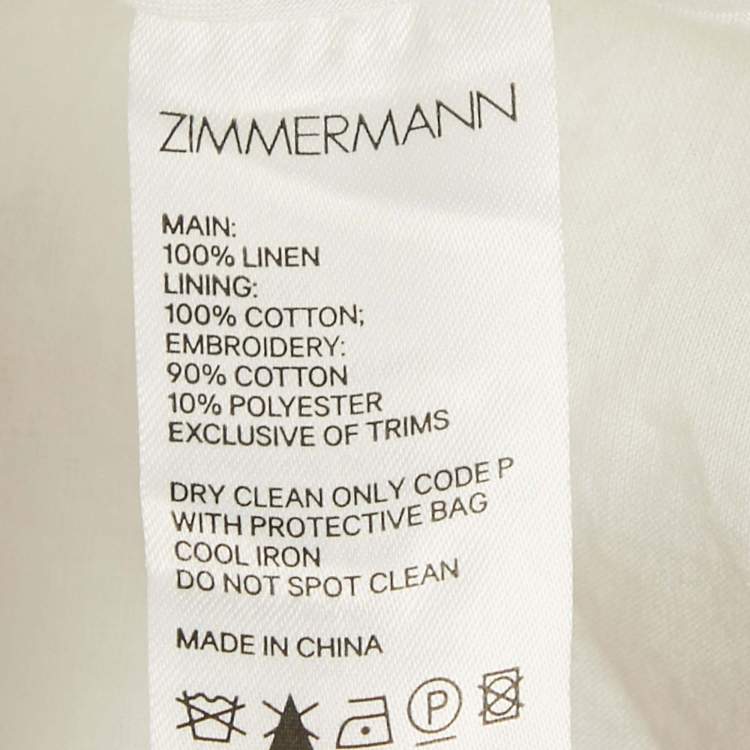 ZIMMERMANN
MAIN:
100% LINEN
LINING:
100% COTTON;
EMBROIDERY:
90% COTTON
10% POLYESTER
EXCLUSIVE OF TRIMS
DRY CLEAN ONLY CODE P
WITH PROTECTIVE BAG
COOL IRON
DO NOT SPOT CLEAN
MADE IN CHINA
P